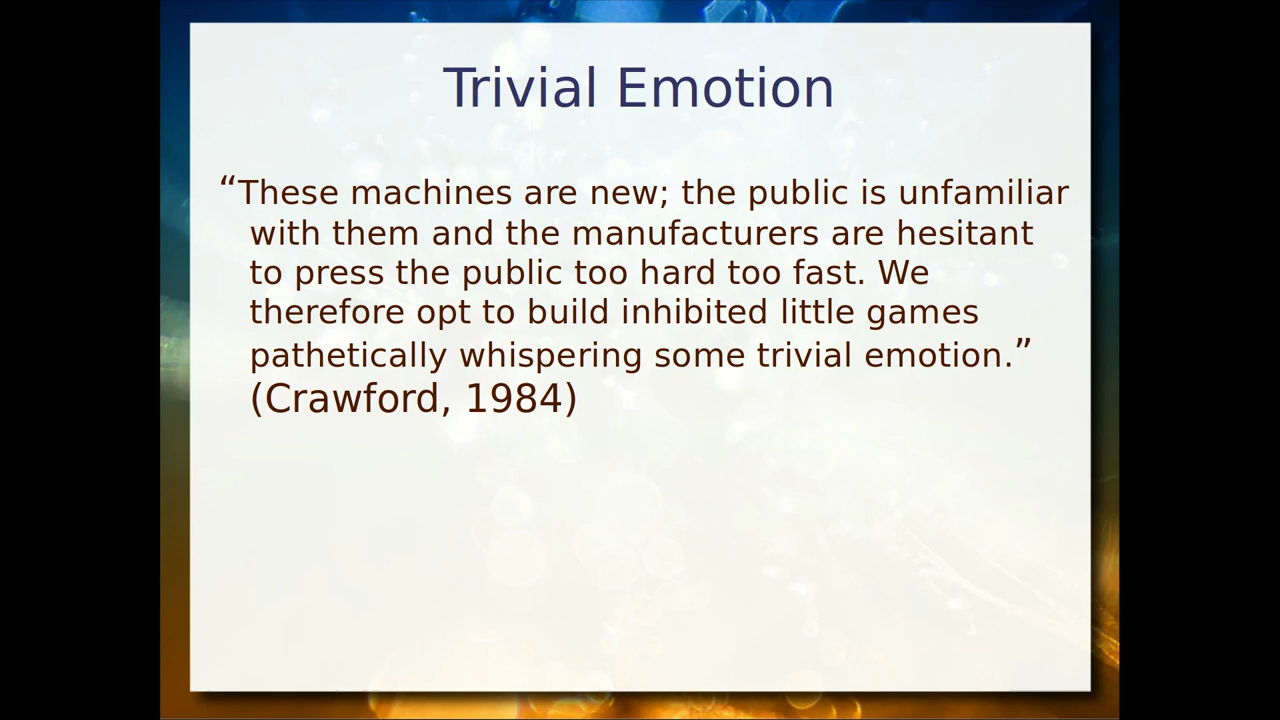 Trivial Emotion
“These machines are new; the public is unfamiliar
with them and the manufacturers are hesitant
to press the public too hard too fast. We
therefore opt to build inhibited little games
pathetically whispering some trivial emotion.”
(Crawford, 1984)